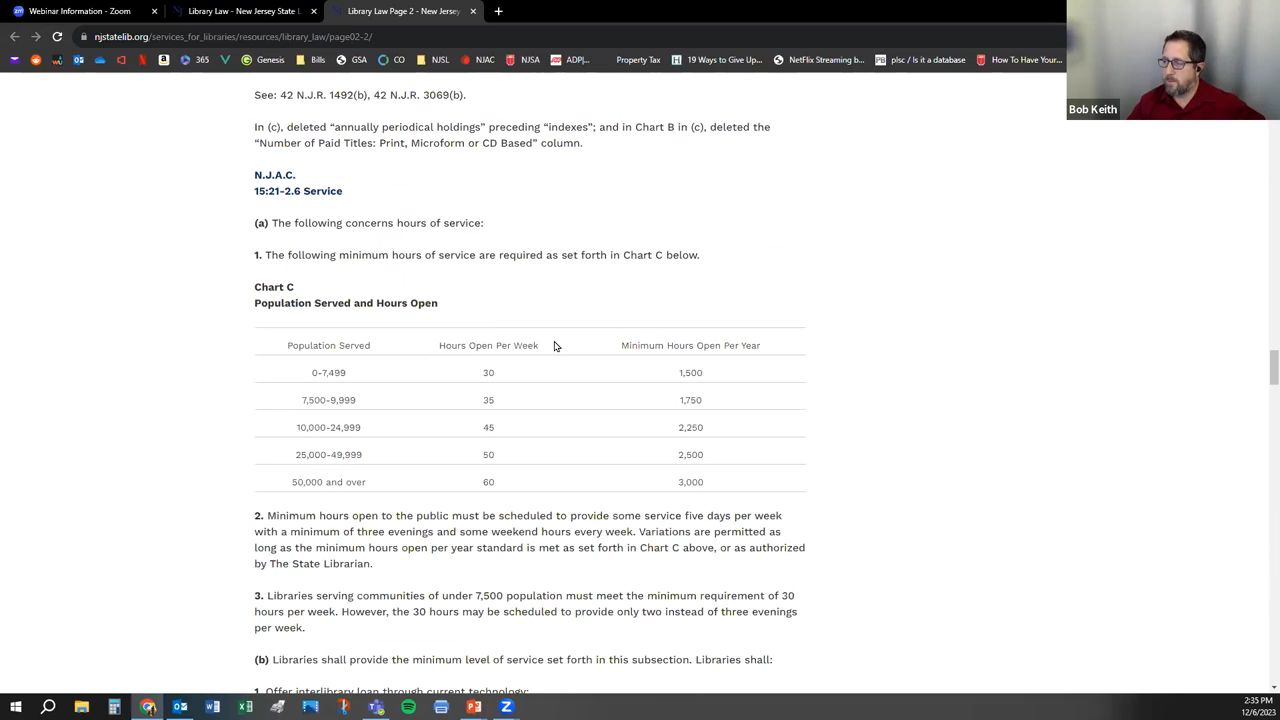 Webinar Information - Zoom
Library Law - New Jersey State L
Library Law Page 2 - New Jersey
njstatelib.org/services_for_libraries/resources/library_law/page02-2/
365
Genesis
Bills
GSA
CO
NJSL
NJAC
NJSA
ADP|...
Property Tax
19 Ways to Give Up...
NetFlix Streaming b...
plsc / Is it a database
How To Have Your...
Bob Keith
See: 42 N.J.R. 1492(b), 42 N.J.R. 3069(b).
In (c), deleted “annually periodical holdings” preceding “indexes”; and in Chart B in (c), deleted the
“Number of Paid Titles: Print, Microform or CD Based” column.
N.J.A.C.
15:21-2.6 Service
(a) The following concerns hours of service:
1. The following minimum hours of service are required as set forth in Chart C below.
Chart C
Population Served and Hours Open
Population Served Hours Open Per Week Minimum Hours Open Per Year
0-7,499 30 1,500
7,500-9,999 35 1,750
10,000-24,999 45 2,250
25,000-49,999 50 2,500
50,000 and over 60 3,000
2. Minimum hours open to the public must be scheduled to provide some service five days per week
with a minimum of three evenings and some weekend hours every week. Variations are permitted as
long as the minimum hours open per year standard is met as set forth in Chart C above, or as authorized
by The State Librarian.
3. Libraries serving communities of under 7,500 population must meet the minimum requirement of 30
hours per week. However, the 30 hours may be scheduled to provide only two instead of three evenings
per week.
(b) Libraries shall provide the minimum level of service set forth in this subsection. Libraries shall:
1. Offer interlibrary loan through current technology;
2:35 PM
12/6/2023